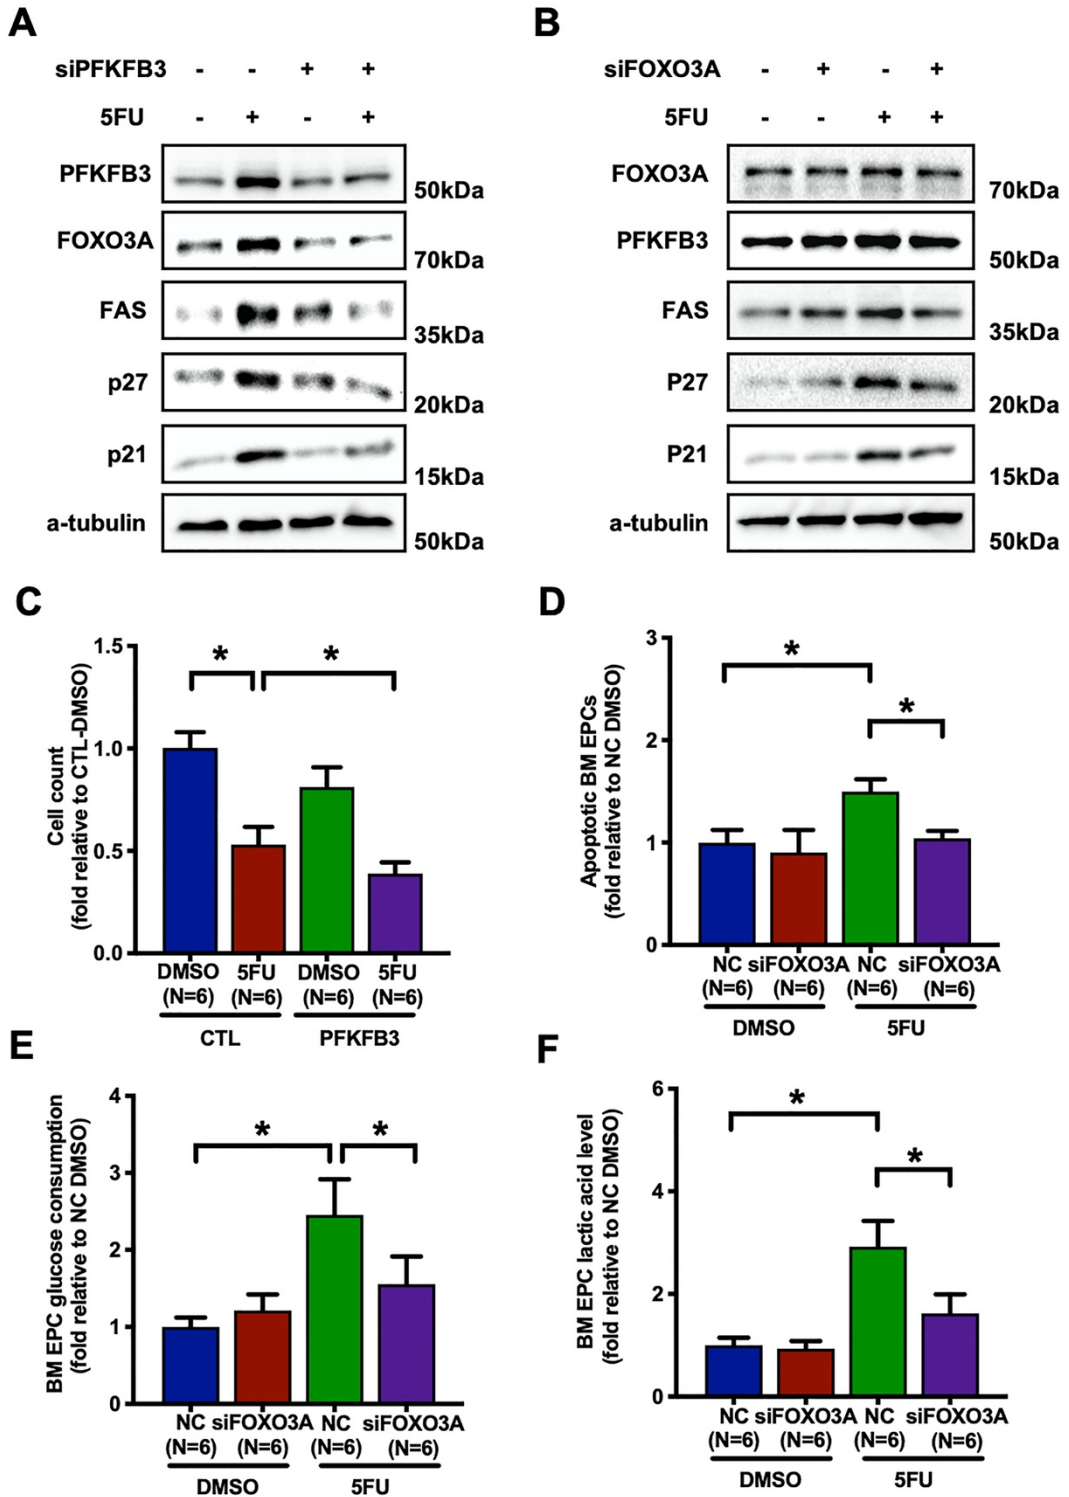 A
siPFKFB3 - - + +
5FU - + - +
PFKFB3
50kDa
FOXO3A
70kDa
FAS
35kDa
p27
20kDa
p21
15kDa
a-tubulin
50kDa
B
siFOXO3A - + - +
5FU - - + +
FOXO3A
70kDa
PFKFB3
50kDa
FAS
35kDa
P27
20kDa
P21
15kDa
a-tubulin
50kDa
C
Cell count
(fold relative to CTL-DMSO)
1.5
1.0
0.5
0.0
* *
DMSO 5FU DMSO 5FU
(N=6) (N=6) (N=6) (N=6)
CTL PFKFB3
D
Apoptotic BM EPCs
(fold relative to NC DMSO)
3
2
1
0
* *
NC siFOXO3A NC siFOXO3A
(N=6) (N=6) (N=6) (N=6)
DMSO 5FU
E
BM EPC glucose consumption
(fold relative to NC DMSO)
4
3
2
1
0
* *
NC siFOXO3A NC siFOXO3A
(N=6) (N=6) (N=6) (N=6)
DMSO 5FU
F
BM EPC lactic acid level
(fold relative to NC DMSO)
6
4
2
0
* *
NC siFOXO3A NC siFOXO3A
(N=6) (N=6) (N=6) (N=6)
DMSO 5FU